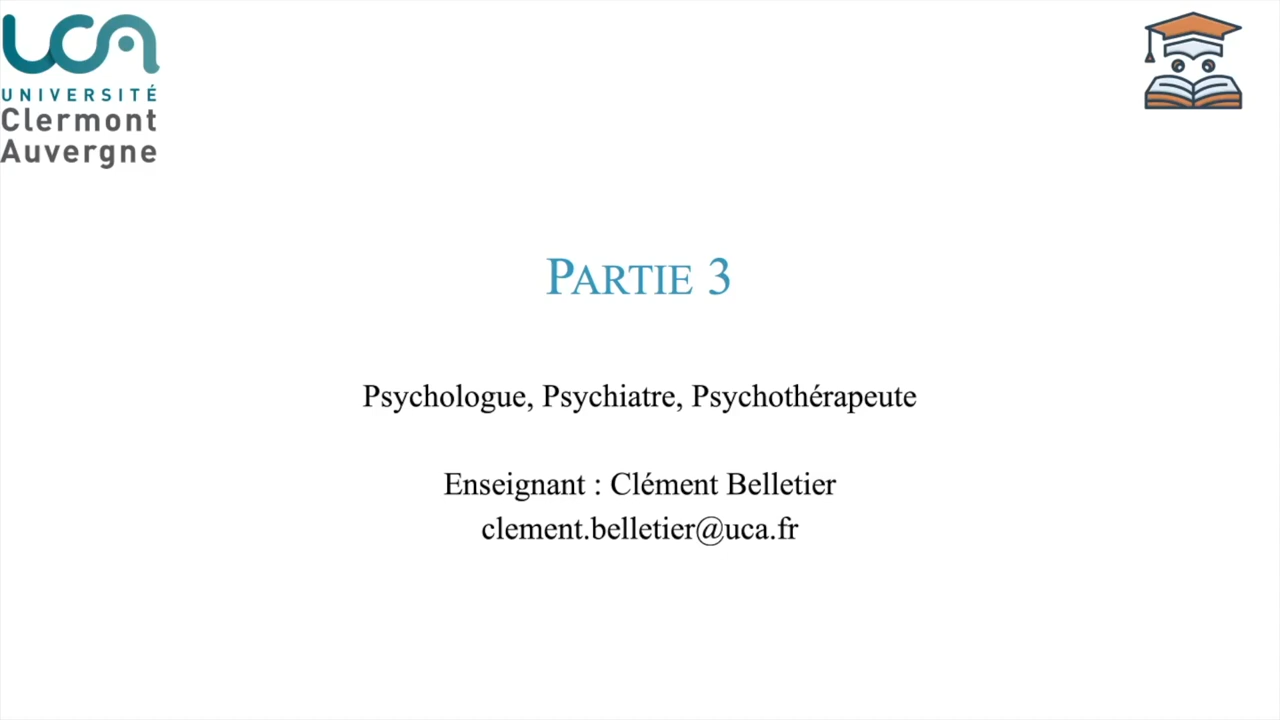 UCA
UNIVERSITÉ
Clermont
Auvergne
PARTIE 3
Psychologue, Psychiatre, Psychothérapeute
Enseignant : Clément Belletier
clement.belletier@uca.fr